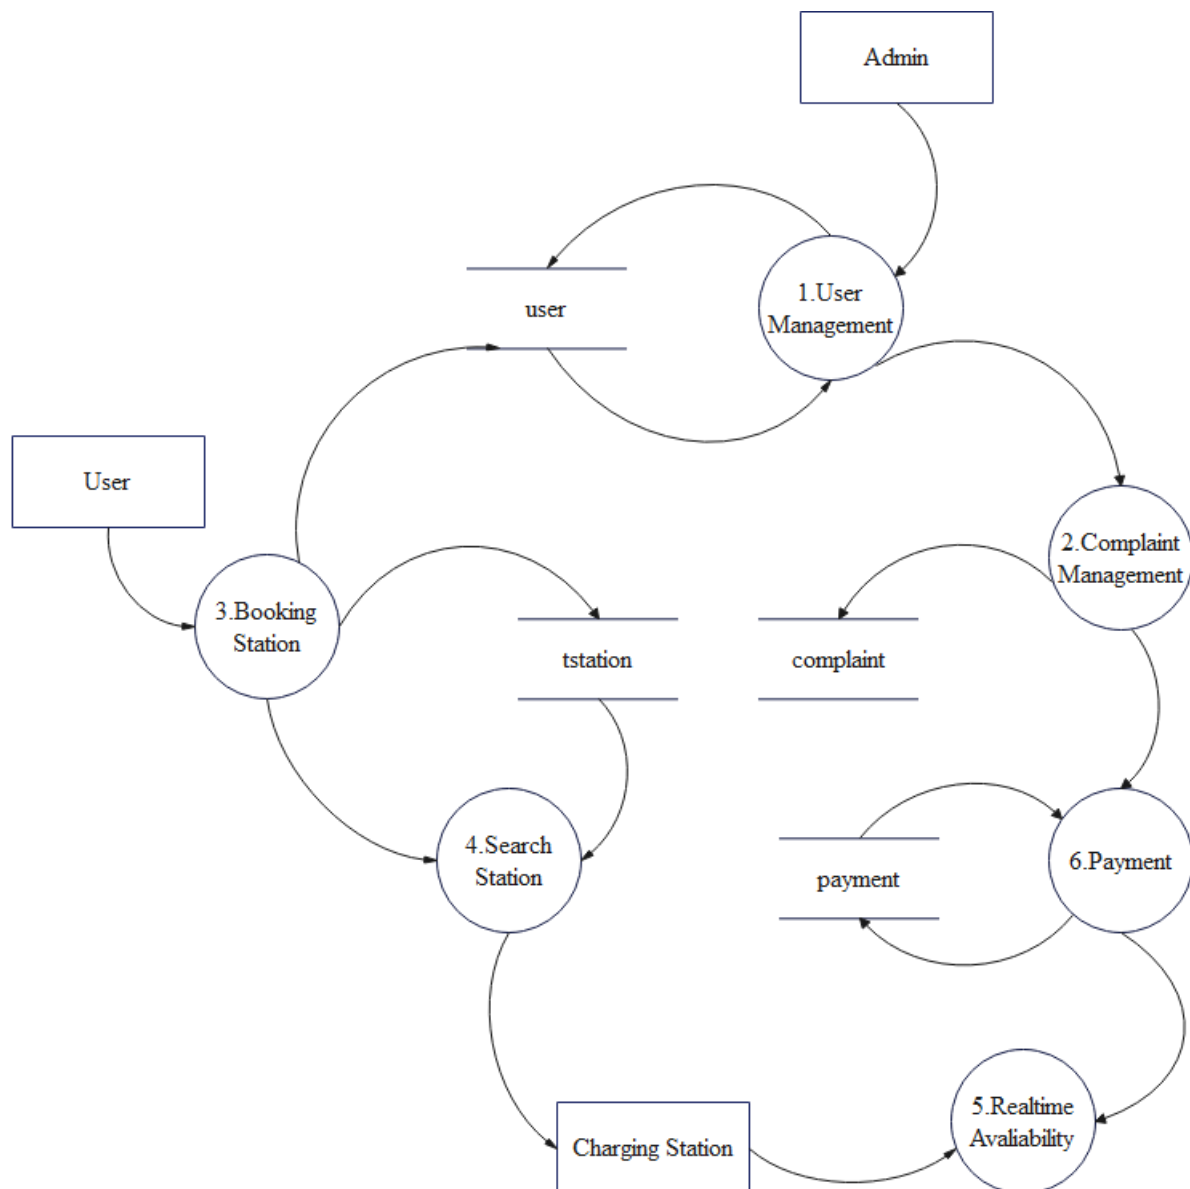 Admin
1.User
Management
user
User
2.Complaint
Management
3.Booking
Station
tstation
complaint
4.Search
Station
payment
6.Payment
5.Realtime
Avaliability
Charging Station